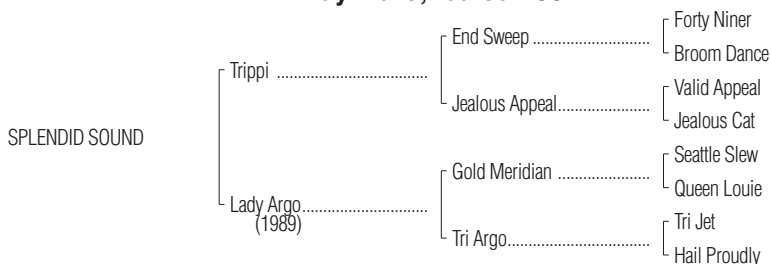 Forty Niner
End Sweep
Broom Dance
Trippi
Valid Appeal
Jealous Appeal
Jealous Cat
SPLENDID SOUND
Seattle Slew
Gold Meridian
Queen Louie
Lady Argo
(1989)
Tri Jet
Tri Argo
Hail Proudly